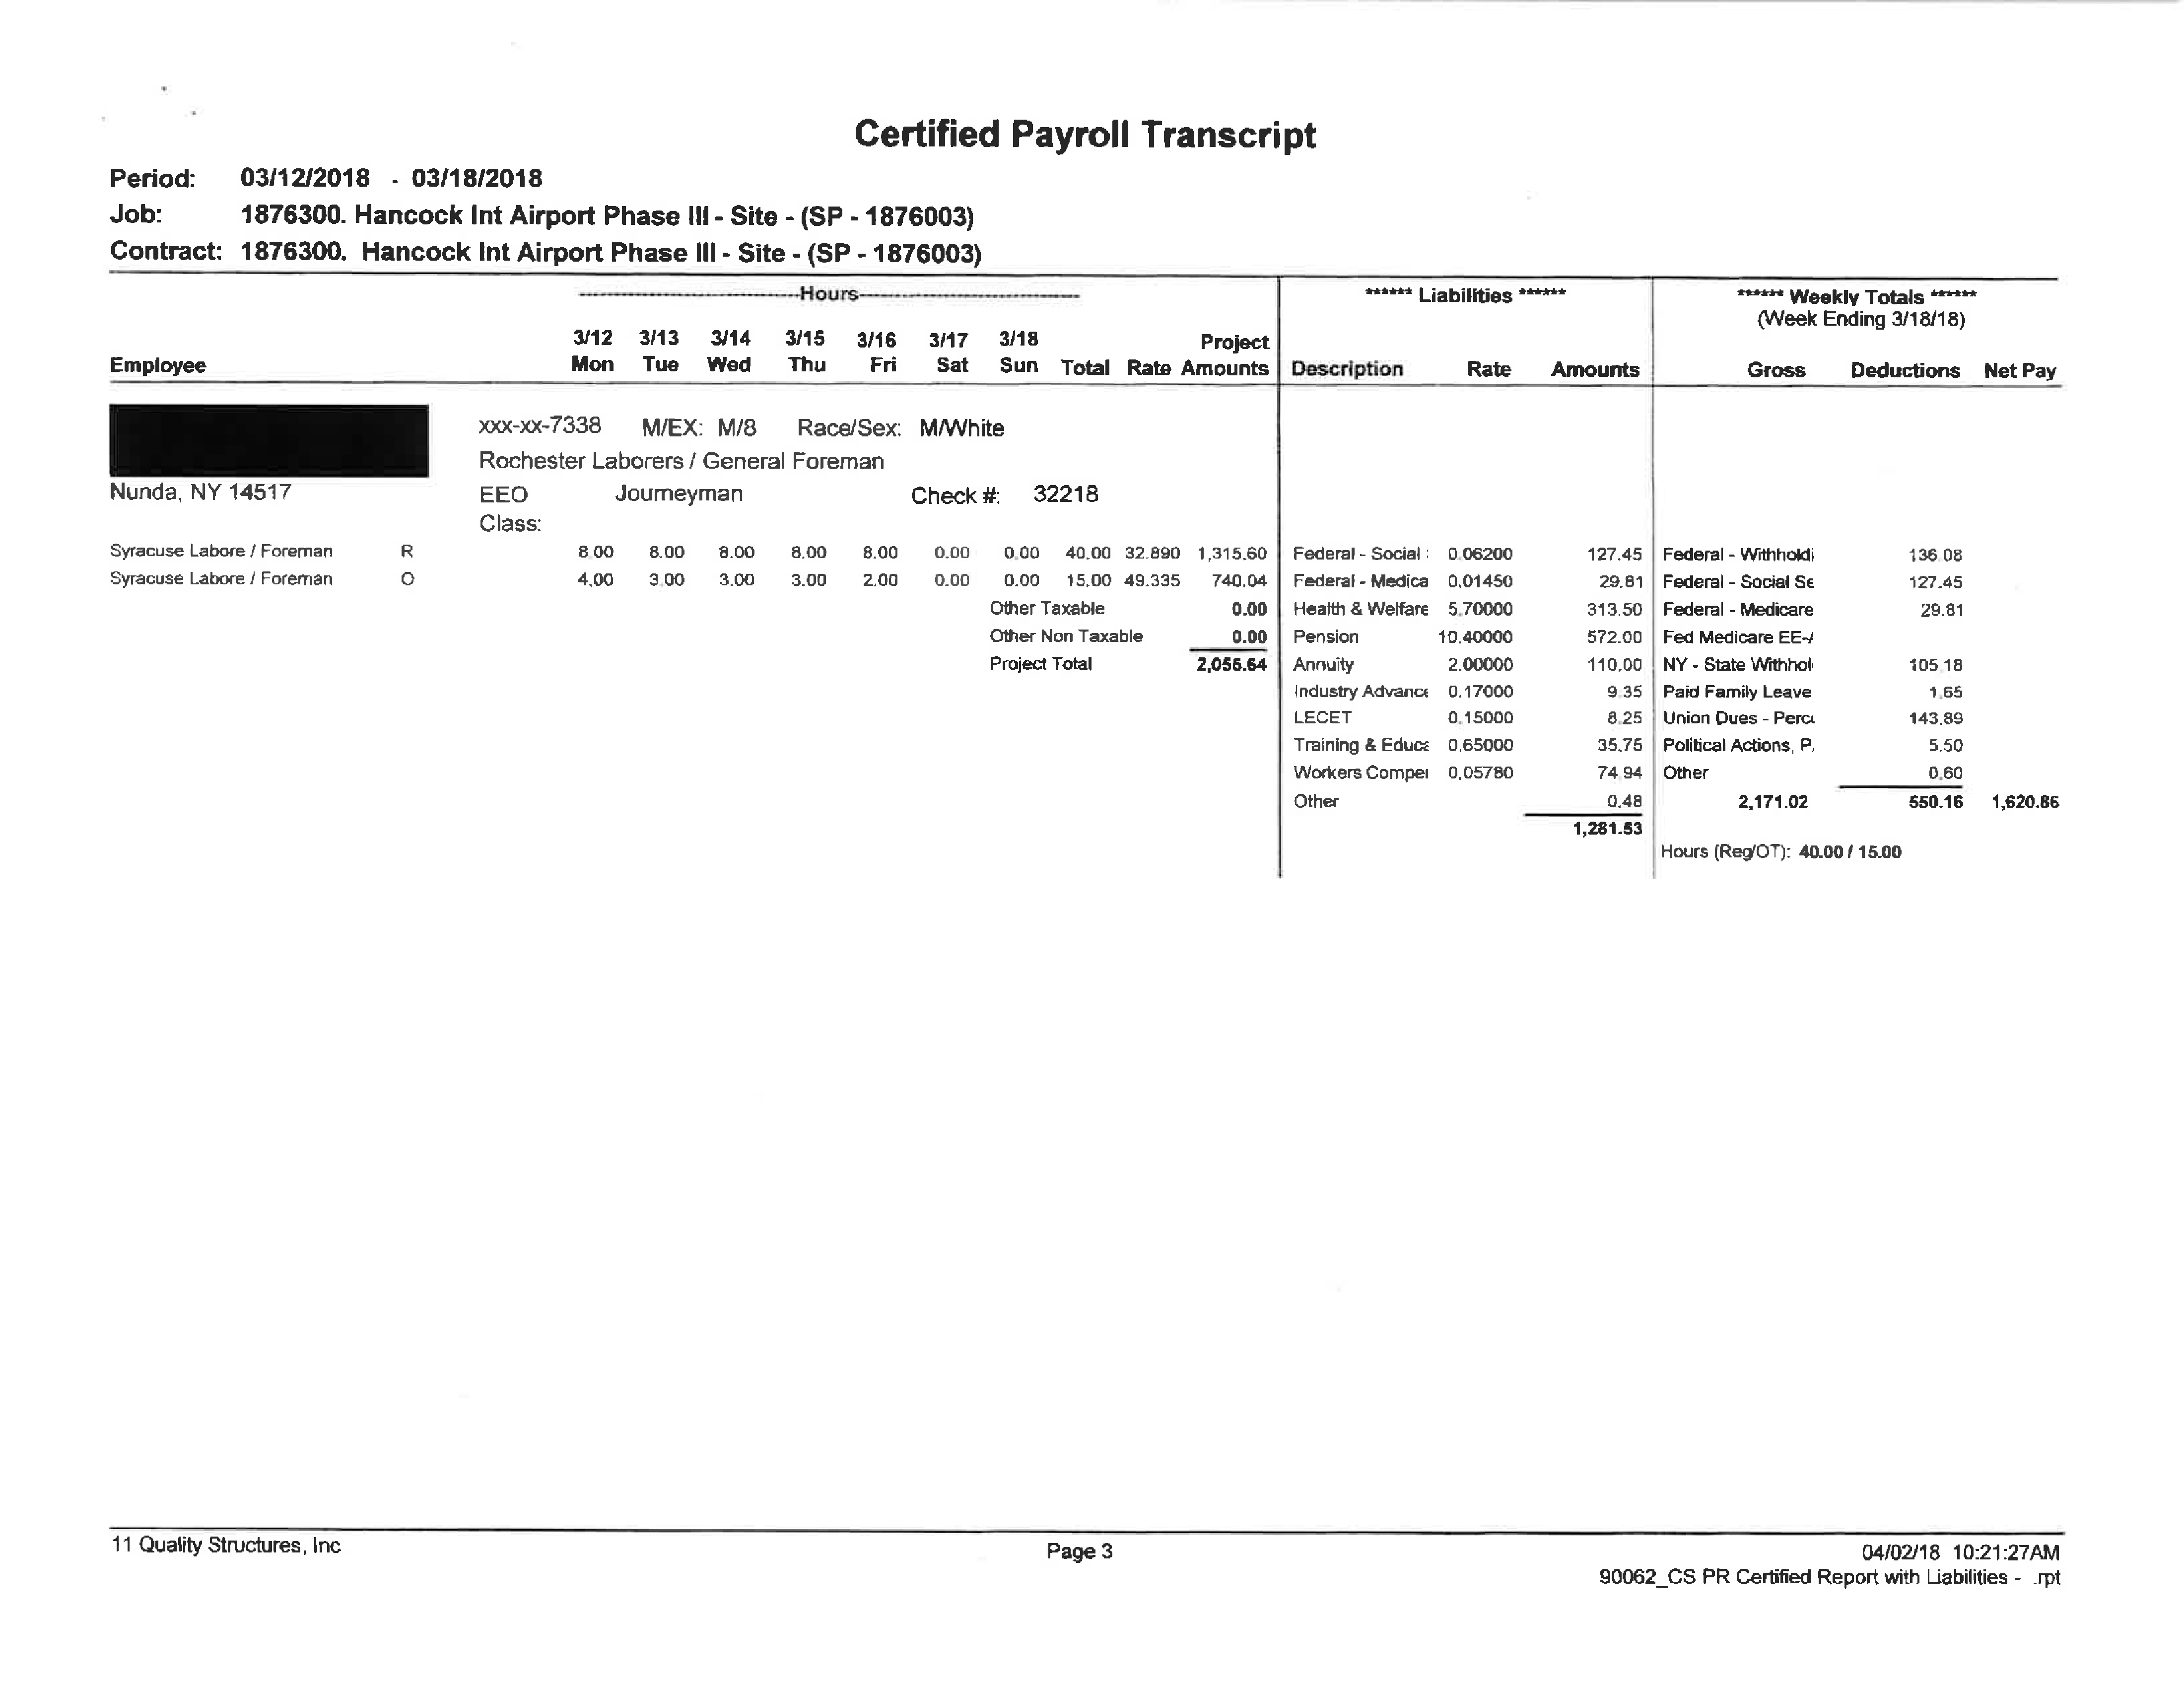 Certified Payroll Transcript
Period: 03/12/2018 - 03/18/2018
Job: 1876300. Hancock Int Airport Phase III - Site - (SP - 1876003)
Contract: 1876300. Hancock Int Airport Phase III - Site - (SP - 1876003)
-----Hours----- ****** Liabilities ****** ****** Weekly Totals ******
(Week Ending 3/18/18)
3/12 3/13 3/14 3/15 3/16 3/17 3/18 Project
Employee Mon Tue Wed Thu Fri Sat Sun Total Rate Amounts Description Rate Amounts Gross Deductions Net Pay
xxx-xx-7338 M/EX: M/8 Race/Sex: M/White
Rochester Laborers / General Foreman
Nunda, NY 14517 EEO Journeyman Check #: 32218
Class:
Syracuse Labore / Foreman R 8.00 8.00 8.00 8.00 8.00 0.00 0.00 40.00 32.890 1,315.60 Federal - Social : 0.06200 127.45 Federal - Withholdi 136.08
Syracuse Labore / Foreman O 4.00 3.00 3.00 3.00 2.00 0.00 0.00 15.00 49.335 740.04 Federal - Medica 0.01450 29.81 Federal - Social Se 127.45
Other Taxable 0.00 Health & Welfare 5.70000 313.50 Federal - Medicare 29.81
Other Non Taxable 0.00 Pension 10.40000 572.00 Fed Medicare EE-/
Project Total 2,055.64 Annuity 2.00000 110.00 NY - State Withhol 105.18
Industry Advance 0.17000 9.35 Paid Family Leave 1.65
LECET 0.15000 8.25 Union Dues - Perc 143.89
Training & Educa 0.65000 35.75 Political Actions, P. 5.50
Workers Compe 0.05780 74.94 Other 0.60
Other 0.48 2,171.02 550.16 1,620.86
1,281.53
Hours (Reg/OT): 40.00 / 15.00
11 Quality Structures, Inc Page 3 04/02/18 10:21:27AM
90062_CS PR Certified Report with Liabilities - .rpt